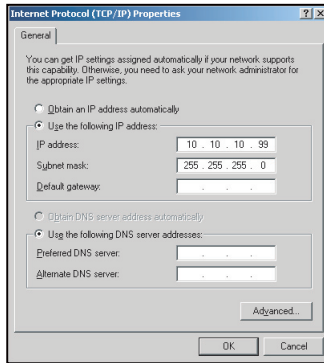 Internet Protocol (TCP/IP) Properties
General
You can get IP settings assigned automatically if your network supports
this capability. Otherwise, you need to ask your network administrator for
the appropriate IP settings.
Obtain an IP address automatically
Use the following IP address:
IP address: 10 . 10 . 10 . 99
Subnet mask: 255 . 255 . 255 . 0
Default gateway: . . .
Obtain DNS server address automatically
Use the following DNS server addresses:
Preferred DNS server: . . .
Alternate DNS server: . . .
Advanced...
OK Cancel